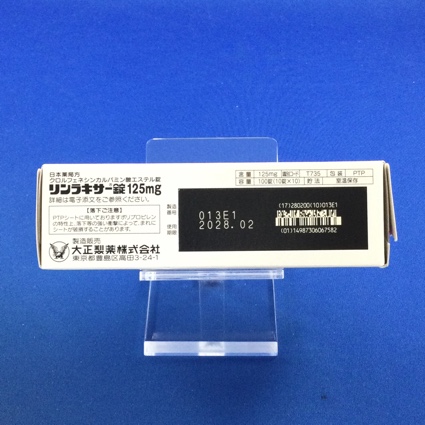 日本薬局方
クロルフェネシンカルバミン酸エステル錠
リンラキサー錠125mg
詳細は電子添文をご参照ください。
【落下ご注意】
PTPシートに用いておりますポリプロピレンの
特性上、落下等の強い衝撃によって、まれに
シートが破損することがあります。
製造販売
大正製薬株式会社
東京都豊島区高田3-24-1
含量 125mg 識別コード T735 包装 PTP
容量 100錠(10錠×10) 貯法 室温保存
製造番号 013E1
使用期限 2028.02
(17)280200(10)013E1
(01)14987306067582